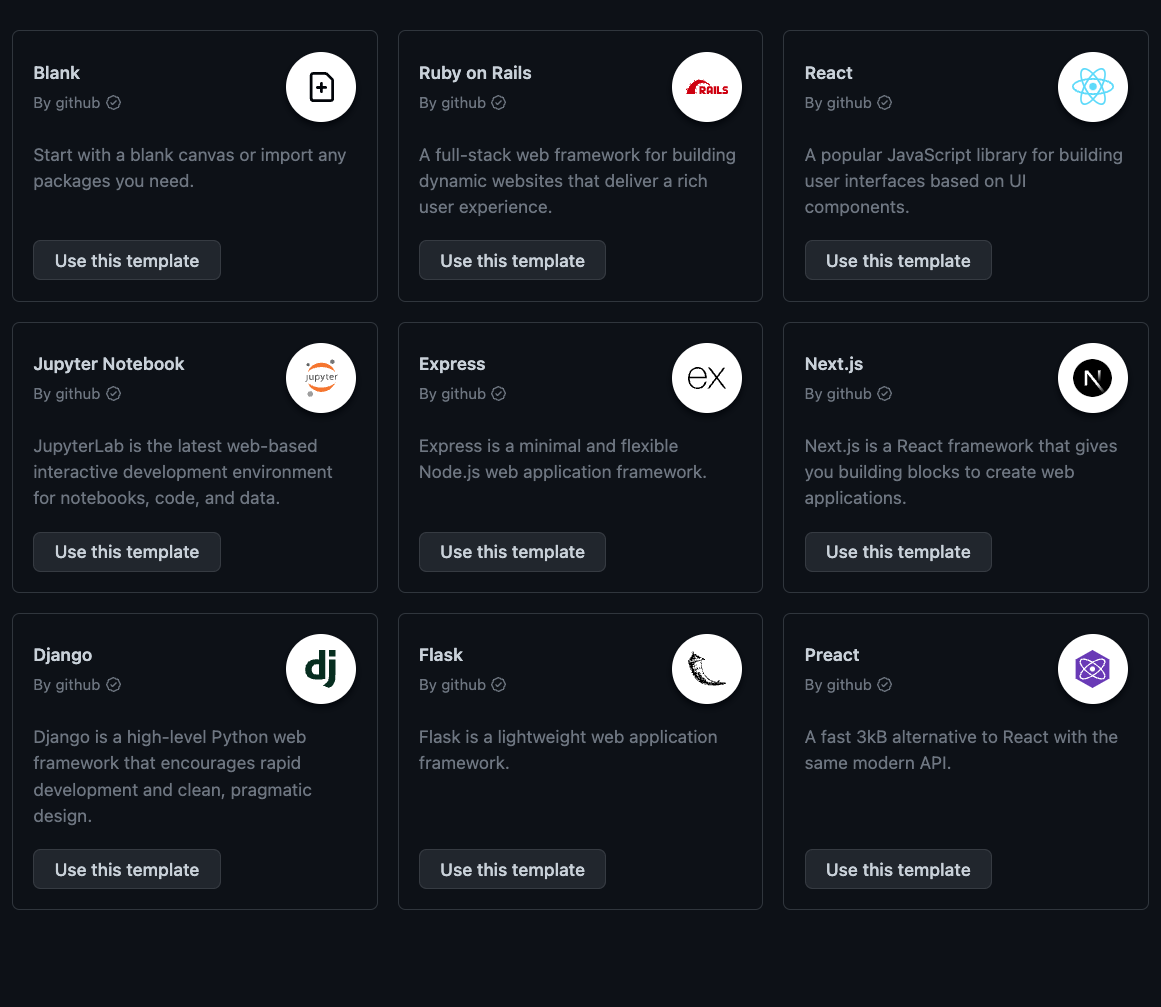 Blank
By github
Start with a blank canvas or import any
packages you need.
Use this template
Ruby on Rails
By github
RAILS
A full-stack web framework for building
dynamic websites that deliver a rich
user experience.
Use this template
React
By github
A popular JavaScript library for building
user interfaces based on UI
components.
Use this template
Jupyter Notebook
By github
jupyter
JupyterLab is the latest web-based
interactive development environment
for notebooks, code, and data.
Use this template
Express
By github
ex
Express is a minimal and flexible
Node.js web application framework.
Use this template
Next.js
By github
N
Next.js is a React framework that gives
you building blocks to create web
applications.
Use this template
Django
By github
dj
Django is a high-level Python web
framework that encourages rapid
development and clean, pragmatic
design.
Use this template
Flask
By github
Flask is a lightweight web application
framework.
Use this template
Preact
By github
A fast 3kB alternative to React with the
same modern API.
Use this template